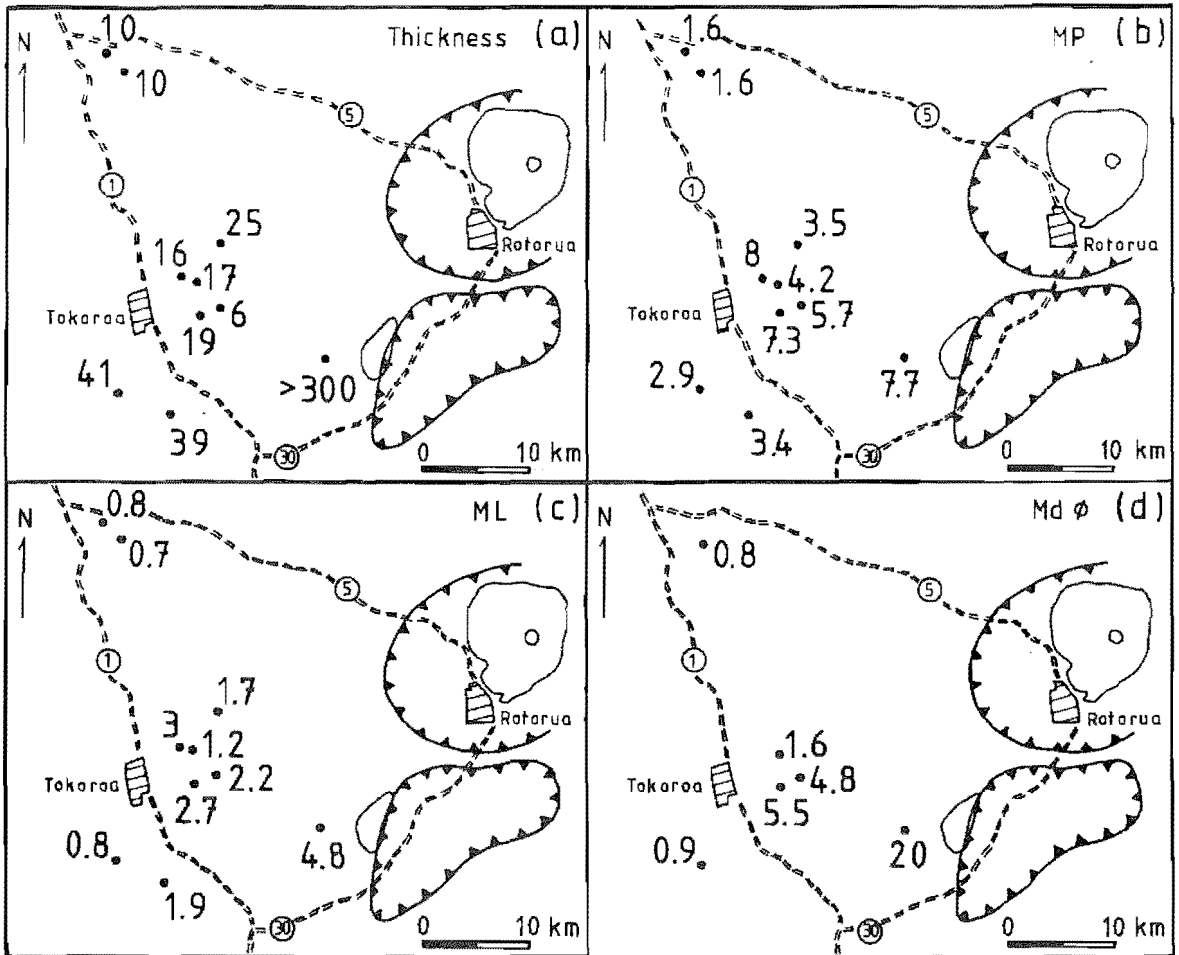 Thickness (a)
N
10
10
5
1
25
16
17
Rotorua
Tokoroa
6
19
41
>300
39
30
0 10 km
MP (b)
N
1.6
1.6
5
1
3.5
8
4.2
Rotorua
Tokoroa
5.7
7.3
2.9
7.7
3.4
30
0 10 km
ML (c)
N
0.8
0.7
5
1
1.7
3
1.2
Rotorua
Tokoroa
2.2
2.7
0.8
4.8
1.9
30
0 10 km
Md ø (d)
N
0.8
5
1
1.6
Rotorua
Tokoroa
4.8
5.5
0.9
20
30
0 10 km